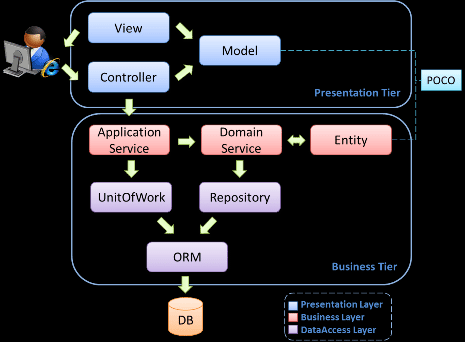 View
Model
Controller
POCO
Presentation Tier
Application
Service
Domain
Service
Entity
UnitOfWork
Repository
ORM
Business Tier
DB
Presentation Layer
Business Layer
DataAccess Layer